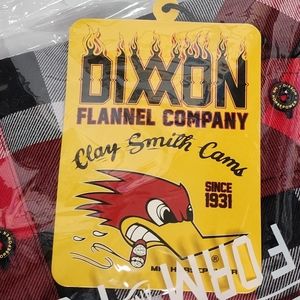 DIXXON
FLANNEL COMPANY
Clay Smith Cams
SINCE
1931